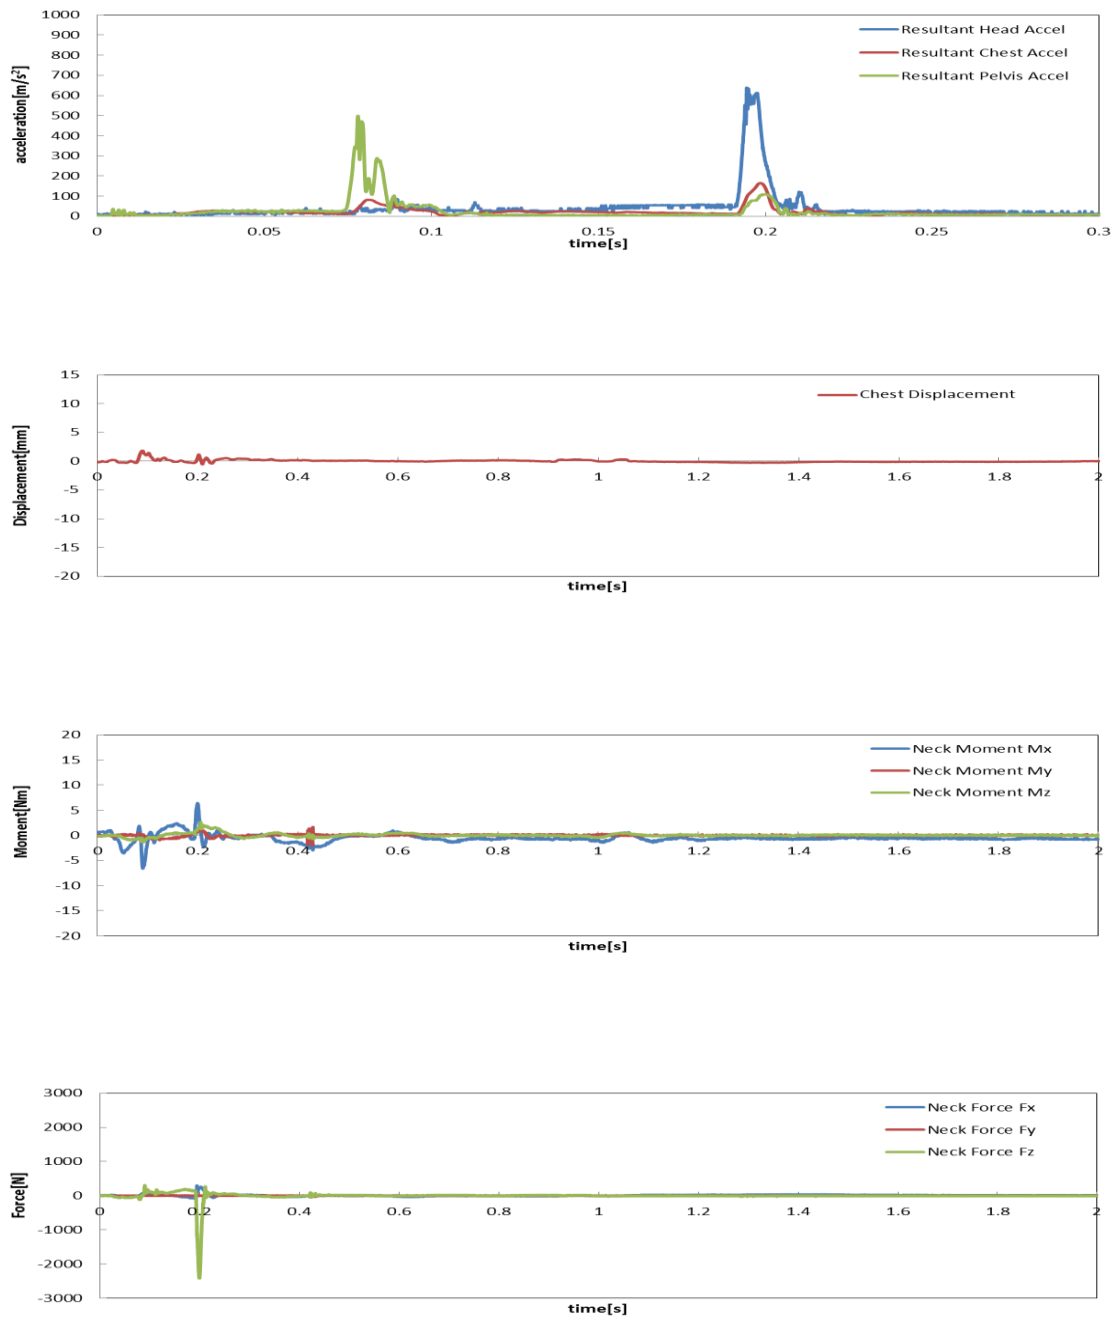 1000
900
800
700
600
500
400
300
200
100
0
acceleration[m/s²]
Resultant Head Accel
Resultant Chest Accel
Resultant Pelvis Accel
0 0.05 0.1 0.15 0.2 0.25 0.3
time[s]
15
10
5
0
-5
-10
-15
-20
Displacement[mm]
Chest Displacement
0 0.2 0.4 0.6 0.8 1 1.2 1.4 1.6 1.8 2
time[s]
20
15
10
5
0
-5
-10
-15
-20
Moment[Nm]
Neck Moment Mx
Neck Moment My
Neck Moment Mz
0 0.2 0.4 0.6 0.8 1 1.2 1.4 1.6 1.8 2
time[s]
3000
2000
1000
0
-1000
-2000
-3000
Force[N]
Neck Force Fx
Neck Force Fy
Neck Force Fz
0 0.2 0.4 0.6 0.8 1 1.2 1.4 1.6 1.8 2
time[s]